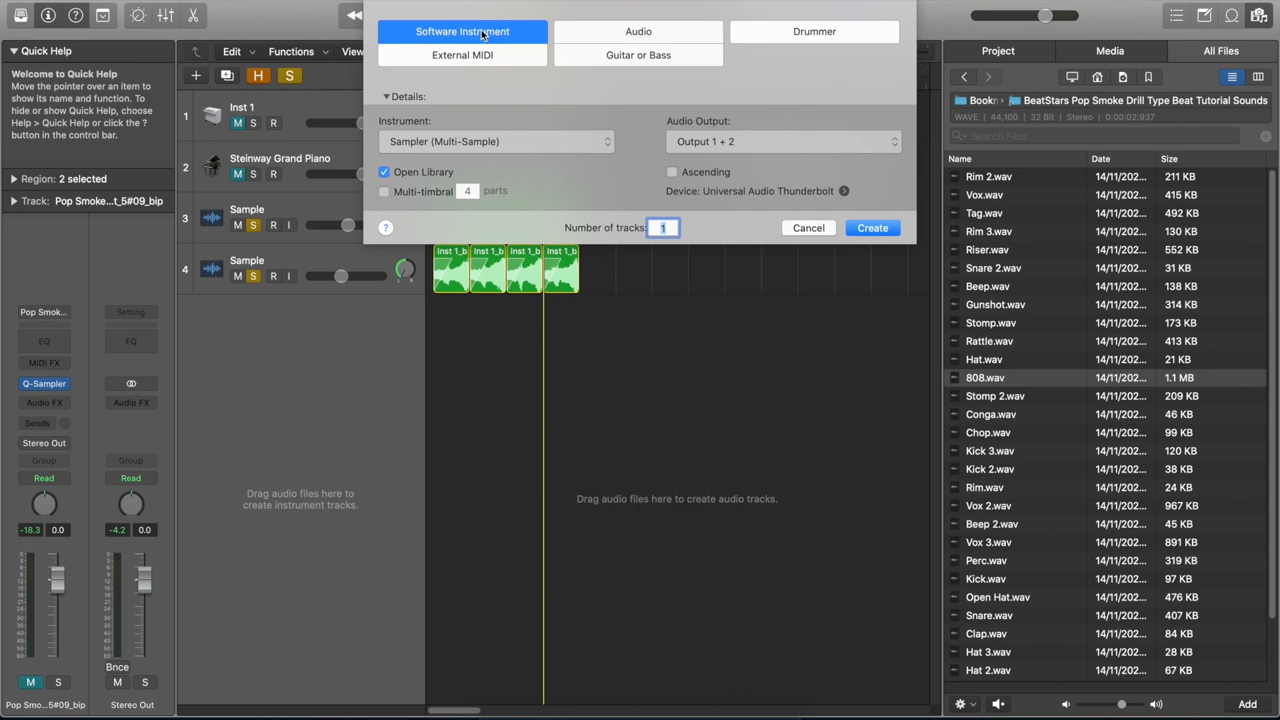 Software Instrument
Audio
Drummer
External MIDI
Guitar or Bass
Details:
Instrument:
Audio Output:
Sampler (Multi-Sample)
Output 1 + 2
Open Library
Ascending
Multi-timbral 4 parts
Device: Universal Audio Thunderbolt
? Number of tracks: 1 Cancel Create
Quick Help
Welcome to Quick Help
Move the pointer over an item to
show its name and function. To
hide or show Quick Help, choose
Help > Quick Help or click the ?
button in the control bar.
Region: 2 selected
Track: Pop Smoke...t_5#09_bip
Edit Functions View
H S
1 Inst 1
M S R
2 Steinway Grand Piano
M S R
3 Sample
M S R I
4 Sample
M S R I
L R
Inst 1_b Inst 1_b Inst 1_b Inst 1_b
Drag audio files here to
create instrument tracks.
Drag audio files here to create audio tracks.
Pop Smok... Setting
EQ EQ
MIDI FX
Q-Sampler
Audio FX Audio FX
Sends
Stereo Out
Group Group
Read Read
-18.3 0.0 -4.2 0.0
Bnce
M S M S
Pop Smo...5#09_bip Stereo Out
Project Media All Files
Bookr BeatStars Pop Smoke Drill Type Beat Tutorial Sounds
WAVE | 44,100 | 32 Bit | Stereo | 0:00:02-937
Search Files
Name Date Size
Rim 2.wav 14/11/202... 211 KB
Vox.wav 14/11/202... 415 KB
Tag.wav 14/11/202... 492 KB
Rim 3.wav 14/11/202... 130 KB
Riser.wav 14/11/202... 552 KB
Snare 2.wav 14/11/202... 31 KB
Beep.wav 14/11/202... 138 KB
Gunshot.wav 14/11/202... 314 KB
Stomp.wav 14/11/202... 173 KB
Rattle.wav 14/11/202... 413 KB
Hat.wav 14/11/202... 21 KB
808.wav 14/11/202... 1.1 MB
Stomp 2.wav 14/11/202... 209 KB
Conga.wav 14/11/202... 46 KB
Chop.wav 14/11/202... 99 KB
Kick 3.wav 14/11/202... 120 KB
Kick 2.wav 14/11/202... 38 KB
Rim.wav 14/11/202... 24 KB
Vox 2.wav 14/11/202... 967 KB
Beep 2.wav 14/11/202... 45 KB
Vox 3.wav 14/11/202... 891 KB
Perc.wav 14/11/202... 319 KB
Kick.wav 14/11/202... 97 KB
Open Hat.wav 14/11/202... 476 KB
Snare.wav 14/11/202... 407 KB
Clap.wav 14/11/202... 84 KB
Hat 3.wav 14/11/202... 28 KB
Hat 2.wav 14/11/202... 67 KB
Add